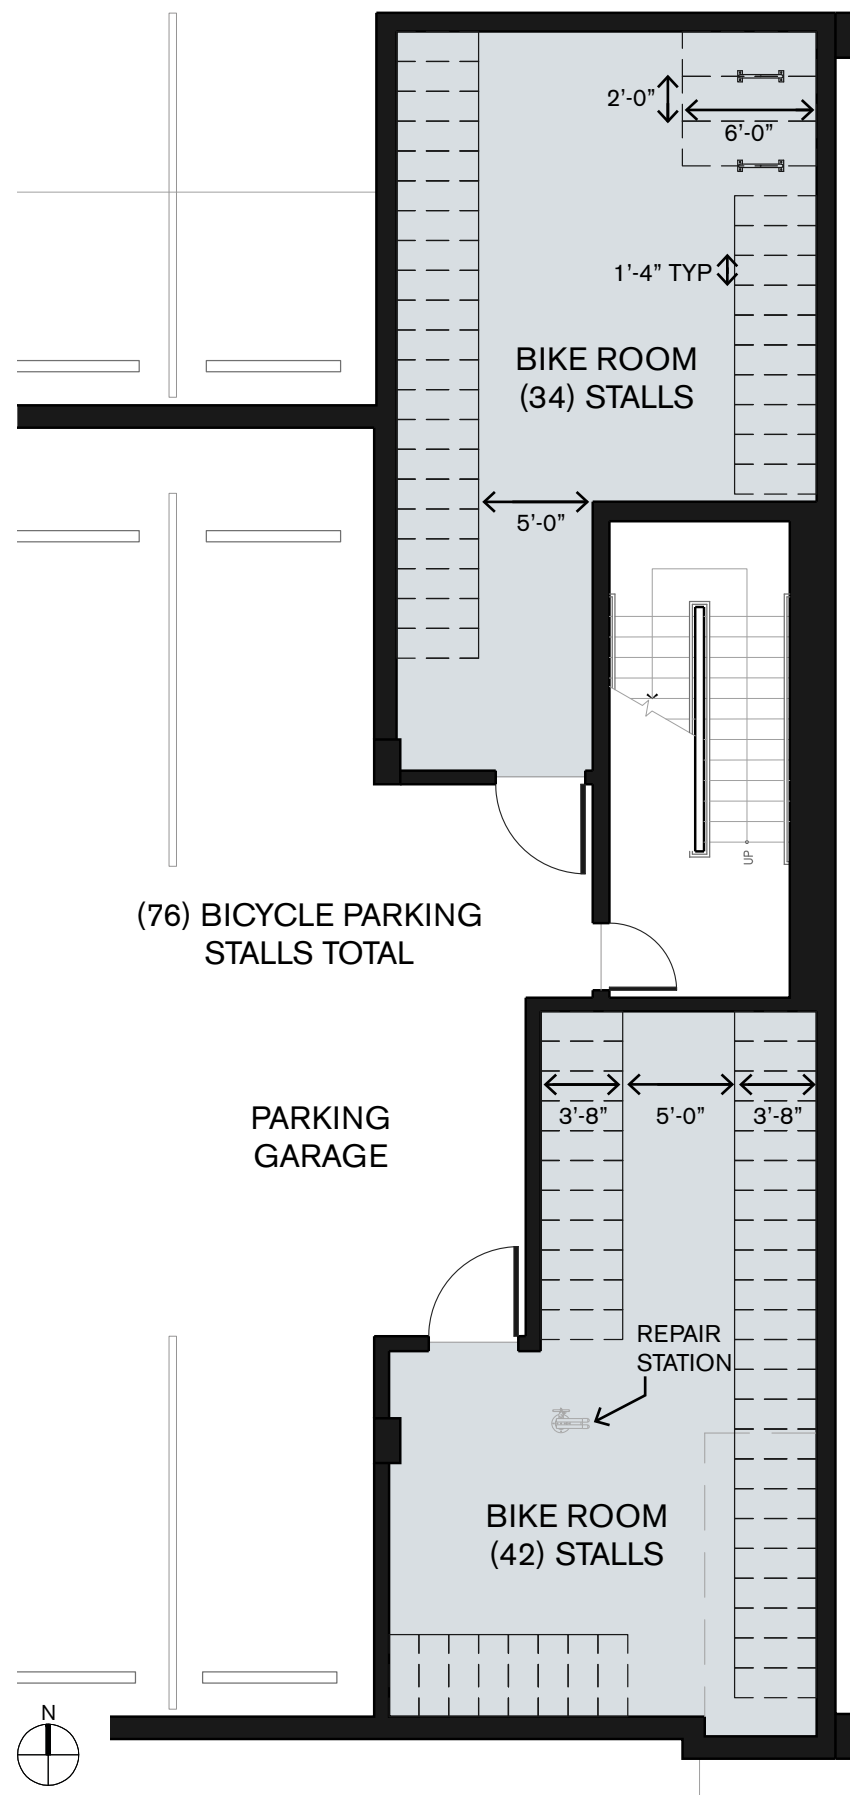 2’-0”
6’-0”
1’-4” TYP
BIKE ROOM
(34) STALLS
5’-0”
UP
(76) BICYCLE PARKING
STALLS TOTAL
3’-8”
5’-0”
3’-8”
PARKING
GARAGE
REPAIR
STATION
BIKE ROOM
(42) STALLS
N